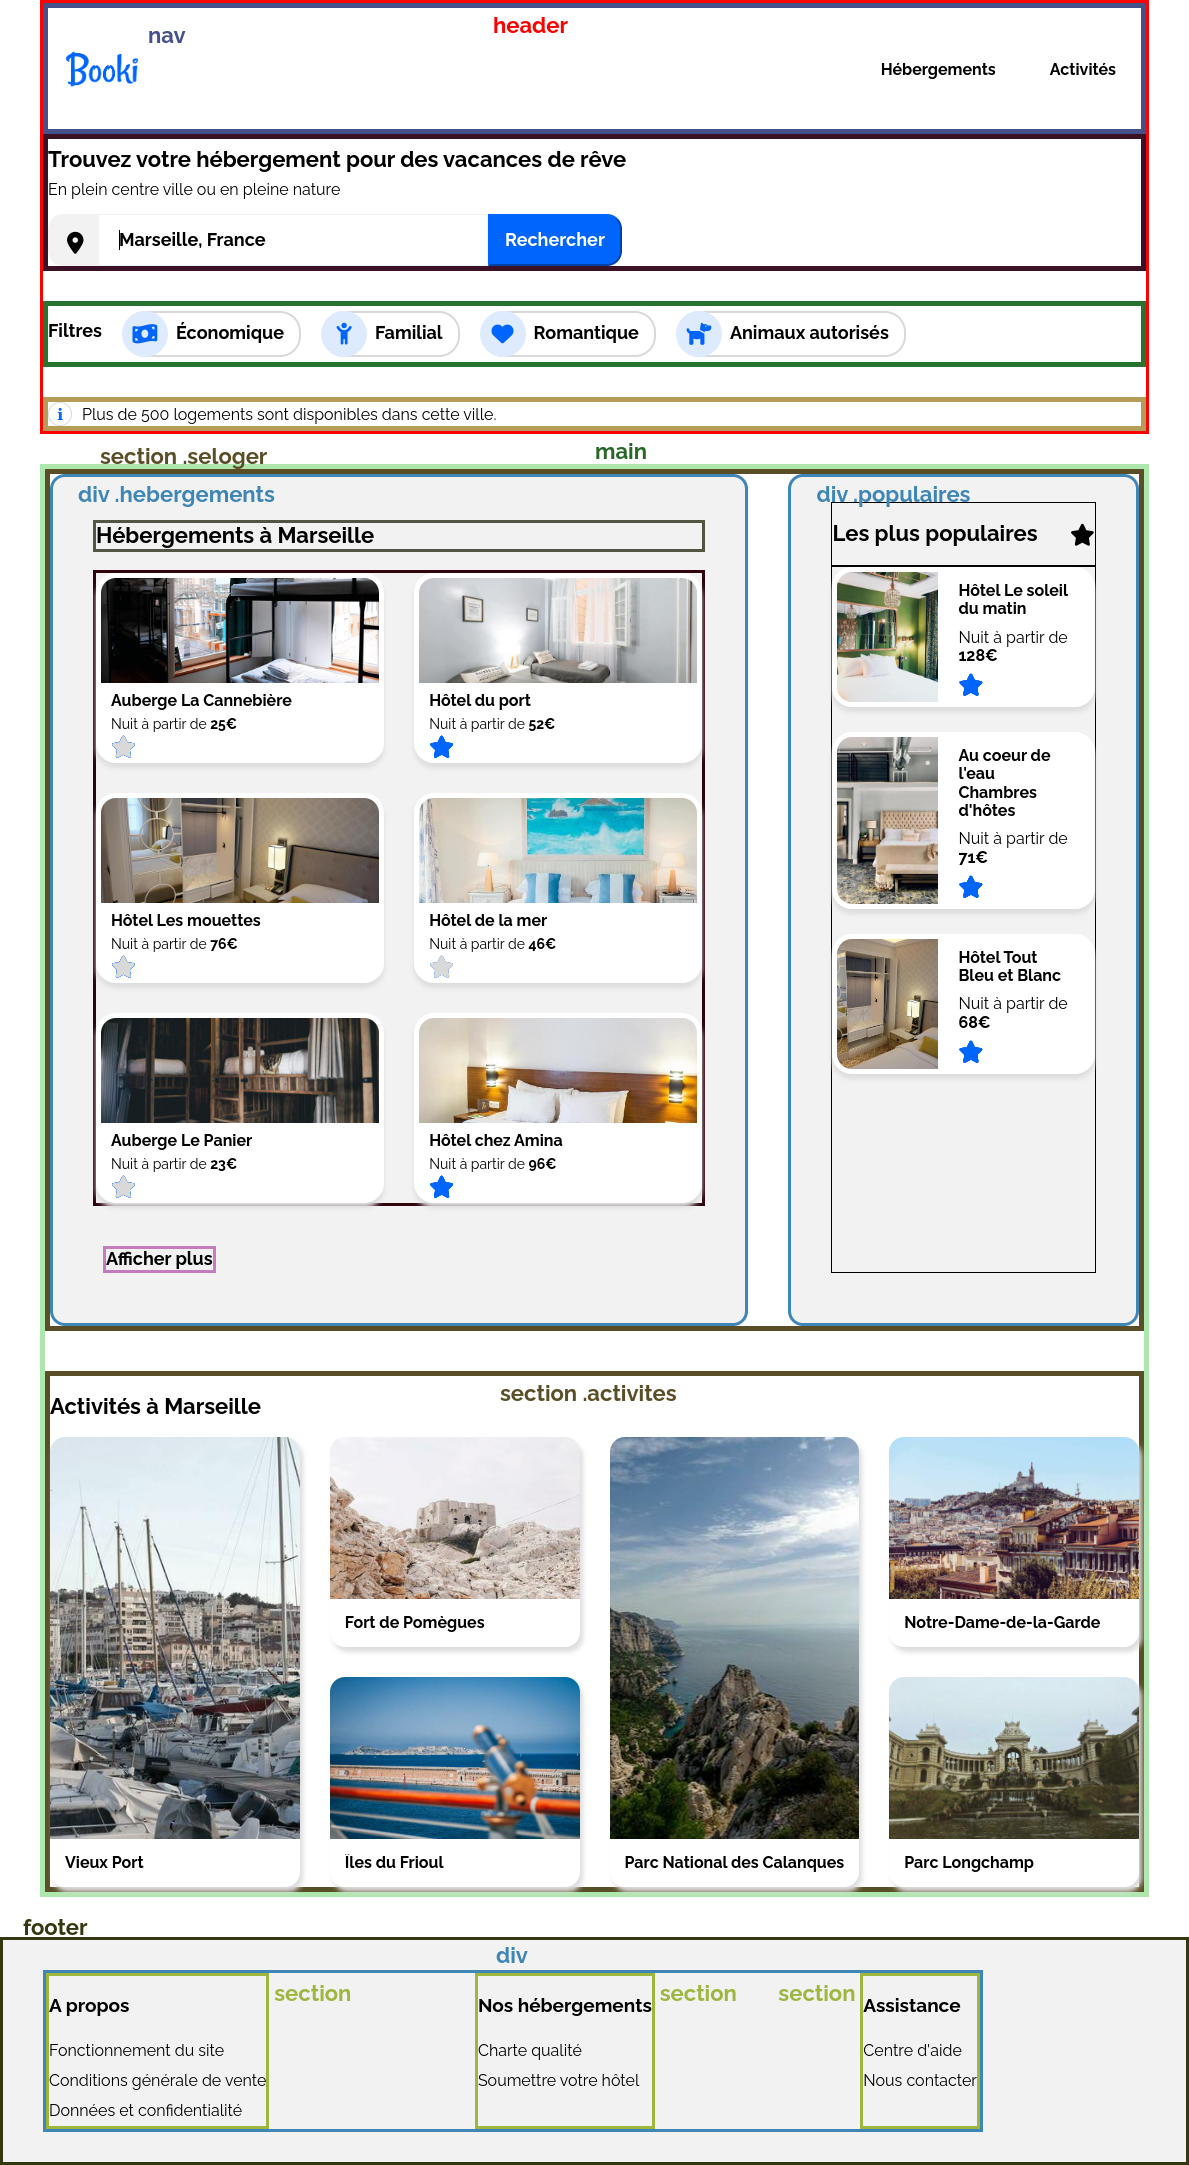 nav
header
Booki
Hébergements
Activités
Trouvez votre hébergement pour des vacances de rêve
En plein centre ville ou en pleine nature
Marseille, France
Rechercher
Filtres
Économique
Familial
Romantique
Animaux autorisés
Plus de 500 logements sont disponibles dans cette ville.
section .seloger
main
div .hebergements
Hébergements à Marseille
Auberge La Cannebière
Nuit à partir de 25€
Hôtel du port
Nuit à partir de 52€
Hôtel Les mouettes
Nuit à partir de 76€
Hôtel de la mer
Nuit à partir de 46€
Auberge Le Panier
Nuit à partir de 23€
Hôtel chez Amina
Nuit à partir de 96€
Afficher plus
div .populaires
Les plus populaires
Hôtel Le soleil
du matin
Nuit à partir de
128€
Au coeur de
l'eau
Chambres
d'hôtes
Nuit à partir de
71€
Hôtel Tout
Bleu et Blanc
Nuit à partir de
68€
section .activites
Activités à Marseille
Vieux Port
Fort de Pomègues
Îles du Frioul
Parc National des Calanques
Notre-Dame-de-la-Garde
Parc Longchamp
footer
div
A propos
Fonctionnement du site
Conditions générale de vente
Données et confidentialité
section
Nos hébergements
Charte qualité
Soumettre votre hôtel
section
section
Assistance
Centre d'aide
Nous contacter